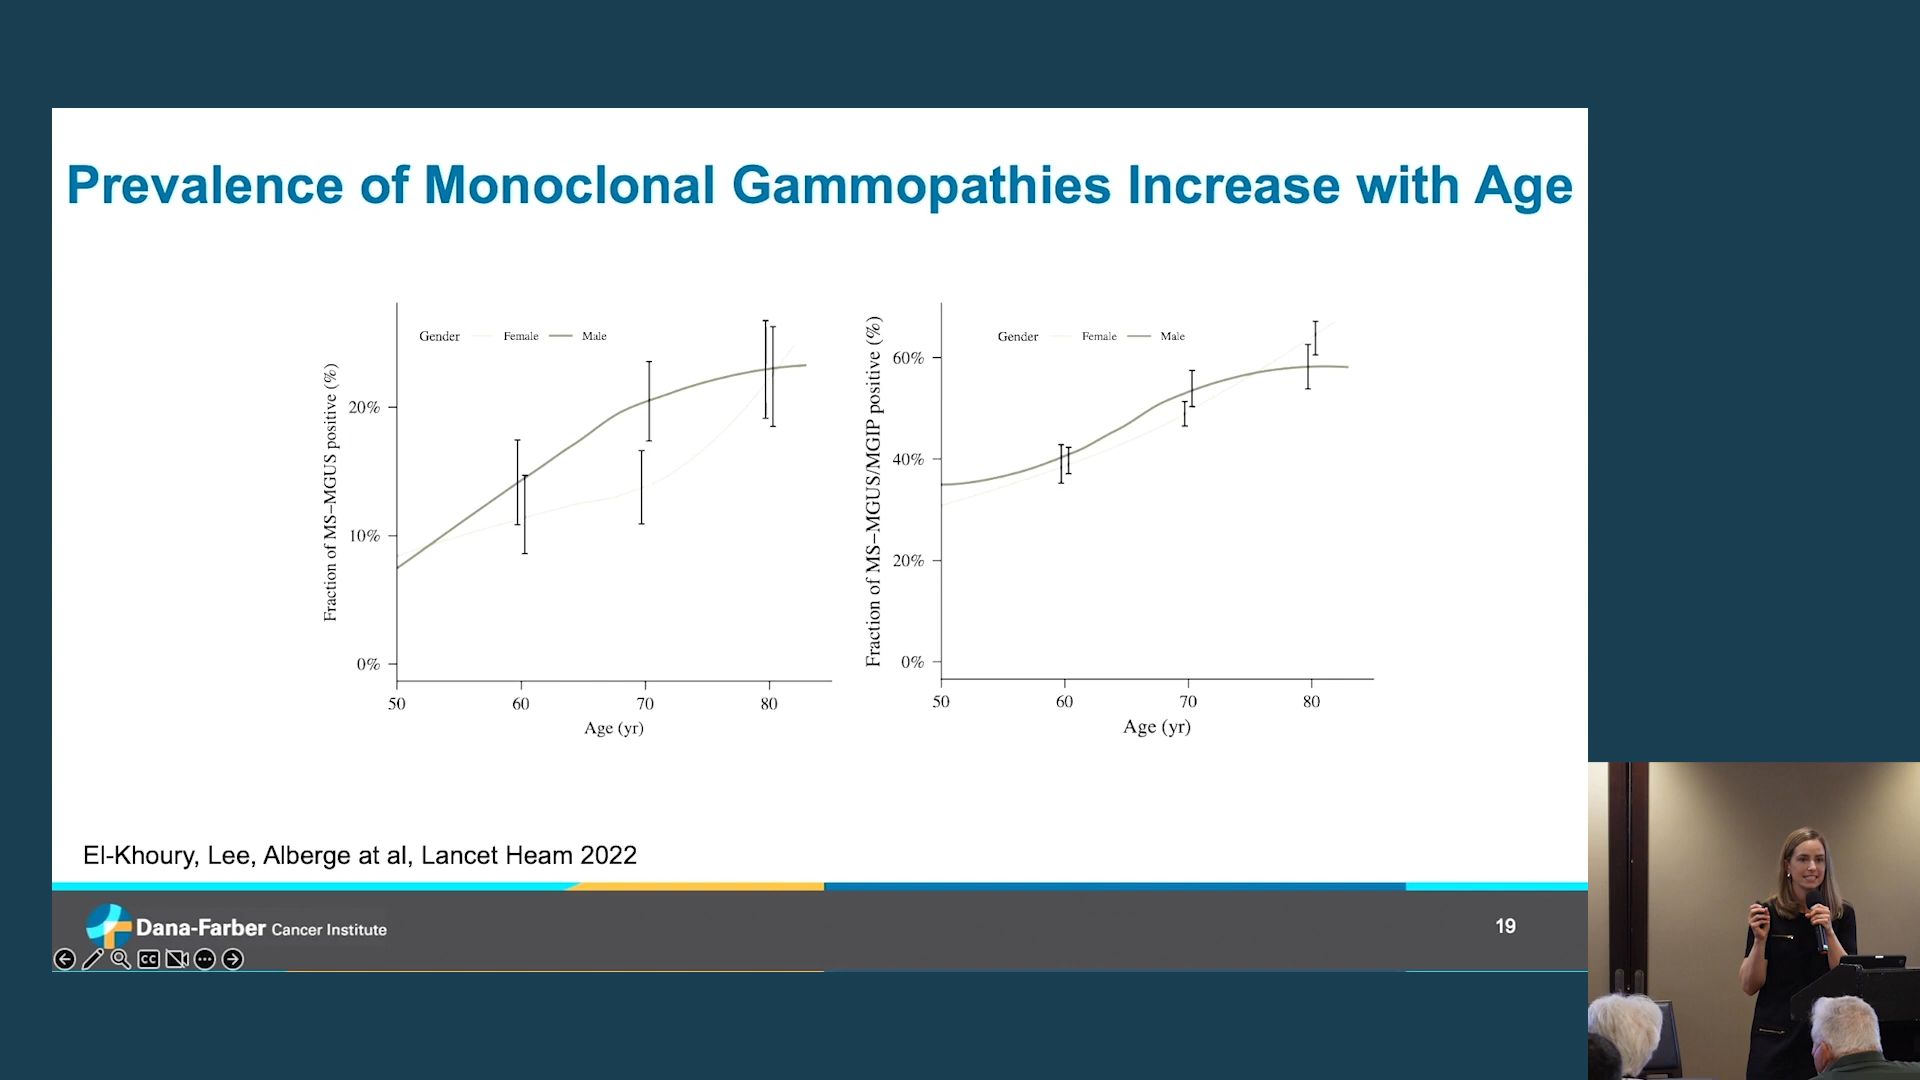 Prevalence of Monoclonal Gammopathies Increase with Age
Fraction of MS−MGUS positive (%)
Gender Female Male
20%
10%
0%
50 60 70 80
Age (yr)
Fraction of MS−MGUS/MGIP positive (%)
Gender Female Male
60%
40%
20%
0%
50 60 70 80
Age (yr)
El-Khoury, Lee, Alberge at al, Lancet Heam 2022
Dana-Farber Cancer Institute
19
CC